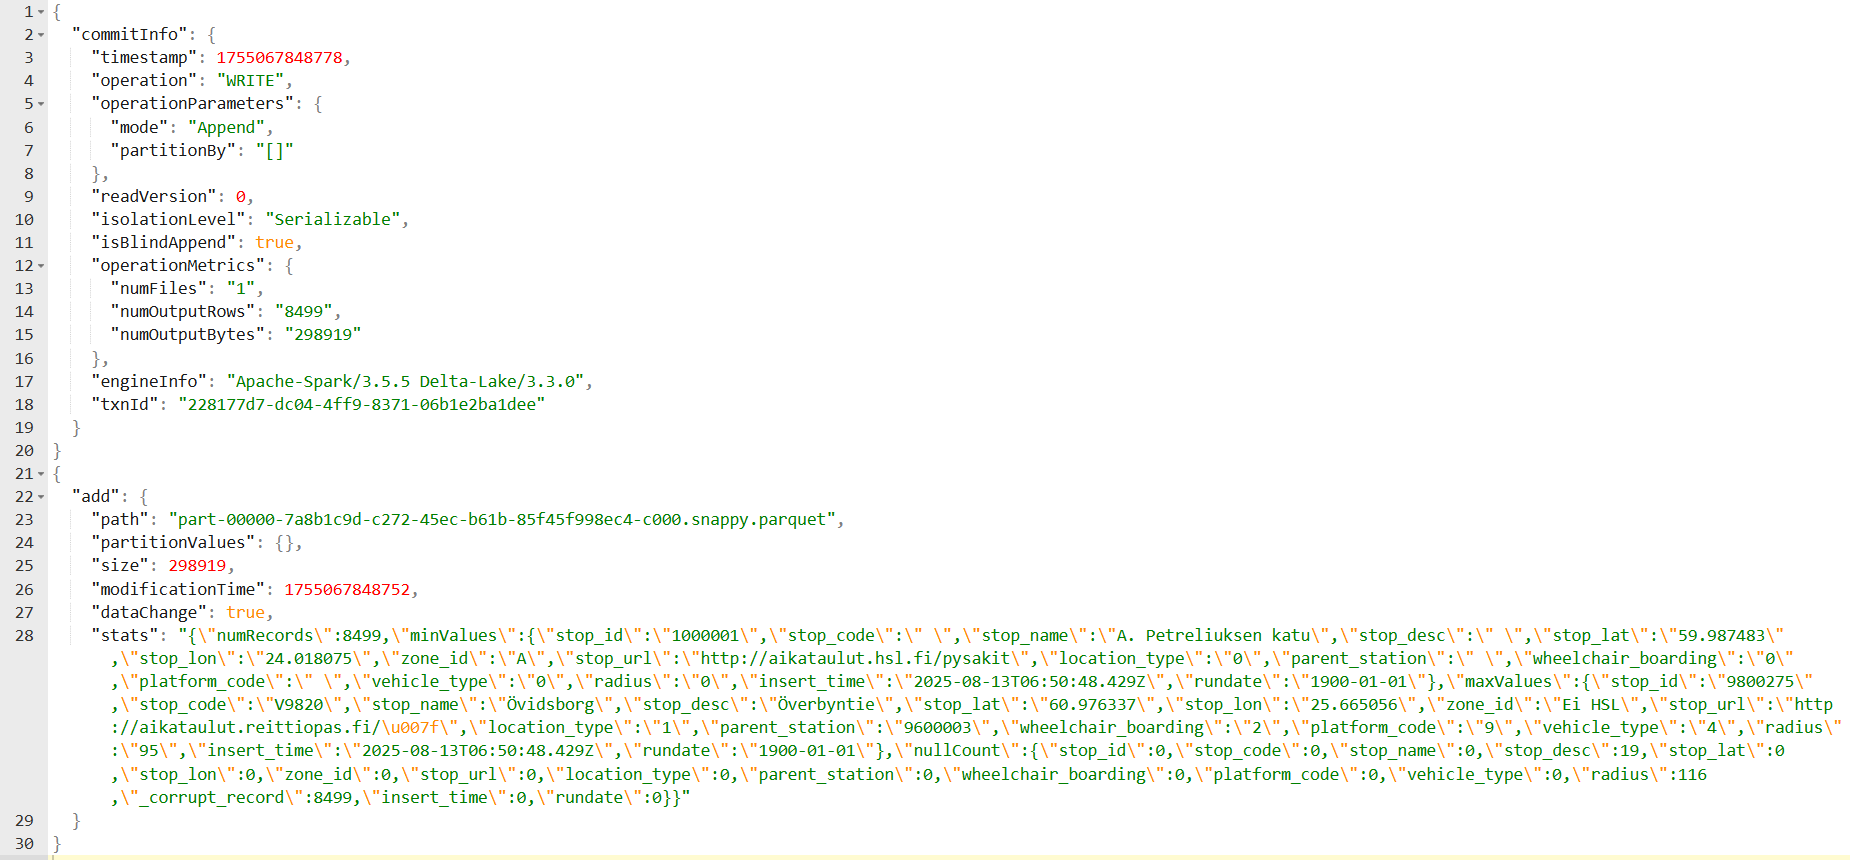 1 {
2 "commitInfo": {
3 "timestamp": 1755067848778,
4 "operation": "WRITE",
5 "operationParameters": {
6 "mode": "Append",
7 "partitionBy": "[]"
8 },
9 "readVersion": 0,
10 "isolationLevel": "Serializable",
11 "isBlindAppend": true,
12 "operationMetrics": {
13 "numFiles": "1",
14 "numOutputRows": "8499",
15 "numOutputBytes": "298919"
16 },
17 "engineInfo": "Apache-Spark/3.5.5 Delta-Lake/3.3.0",
18 "txnId": "228177d7-dc04-4ff9-8371-06b1e2ba1dee"
19 }
20 }
21 {
22 "add": {
23 "path": "part-00000-7a8b1c9d-c272-45ec-b61b-85f45f998ec4-c000.snappy.parquet",
24 "partitionValues": {},
25 "size": 298919,
26 "modificationTime": 1755067848752,
27 "dataChange": true,
28 "stats": "{\"numRecords\":8499,\"minValues\":{\"stop_id\":\"1000001\",\"stop_code\":\" \",\"stop_name\":\"A. Petreliuksen katu\",\"stop_desc\":\" \",\"stop_lat\":\"59.987483\"
,\"stop_lon\":\"24.018075\",\"zone_id\":\"A\",\"stop_url\":\"http://aikataulut.hsl.fi/pysakit\",\"location_type\":\"0\",\"parent_station\":\" \",\"wheelchair_boarding\":\"0\"
,\"platform_code\":\" \",\"vehicle_type\":\"0\",\"radius\":\"0\",\"insert_time\":\"2025-08-13T06:50:48.429Z\",\"rundate\":\"1900-01-01\"},\"maxValues\":{\"stop_id\":\"9800275\"
,\"stop_code\":\"V9820\",\"stop_name\":\"Övidsborg\",\"stop_desc\":\"Överbyntie\",\"stop_lat\":\"60.976337\",\"stop_lon\":\"25.665056\",\"zone_id\":\"Ei HSL\",\"stop_url\":\"http
://aikataulut.reittiopas.fi/\u007f\",\"location_type\":\"1\",\"parent_station\":\"9600003\",\"wheelchair_boarding\":\"2\",\"platform_code\":\"9\",\"vehicle_type\":\"4\",\"radius\"
:\"95\",\"insert_time\":\"2025-08-13T06:50:48.429Z\",\"rundate\":\"1900-01-01\"},\"nullCount\":{\"stop_id\":0,\"stop_code\":0,\"stop_name\":0,\"stop_desc\":19,\"stop_lat\":0
,\"stop_lon\":0,\"zone_id\":0,\"stop_url\":0,\"location_type\":0,\"parent_station\":0,\"wheelchair_boarding\":0,\"platform_code\":0,\"vehicle_type\":0,\"radius\":116
,\"_corrupt_record\":8499,\"insert_time\":0,\"rundate\":0}}"
29 }
30 }